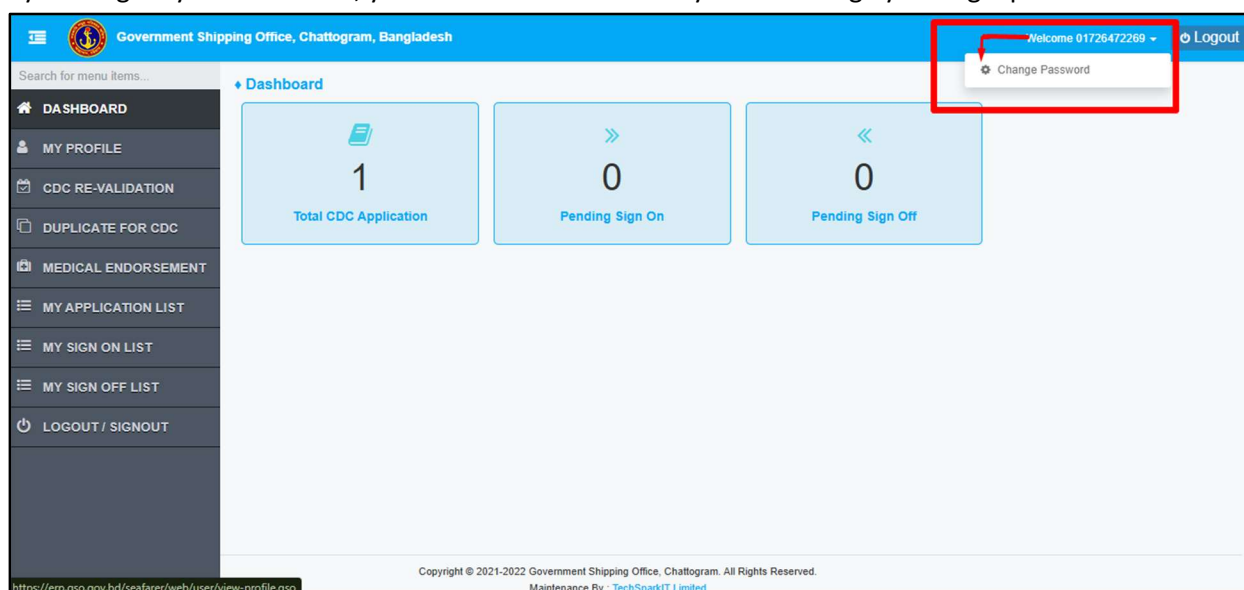 Government Shipping Office, Chattogram, Bangladesh
Welcome 01726472269
Logout
Change Password
Search for menu items...
DASHBOARD
MY PROFILE
CDC RE-VALIDATION
DUPLICATE FOR CDC
MEDICAL ENDORSEMENT
MY APPLICATION LIST
MY SIGN ON LIST
MY SIGN OFF LIST
LOGOUT / SIGNOUT
Dashboard
1
Total CDC Application
0
Pending Sign On
0
Pending Sign Off
Copyright © 2021-2022 Government Shipping Office, Chattogram. All Rights Reserved.
Maintenance By : TechSparkIT Limited
https://erp.gso.gov.bd/seafarer/web/user/view-profile.gso